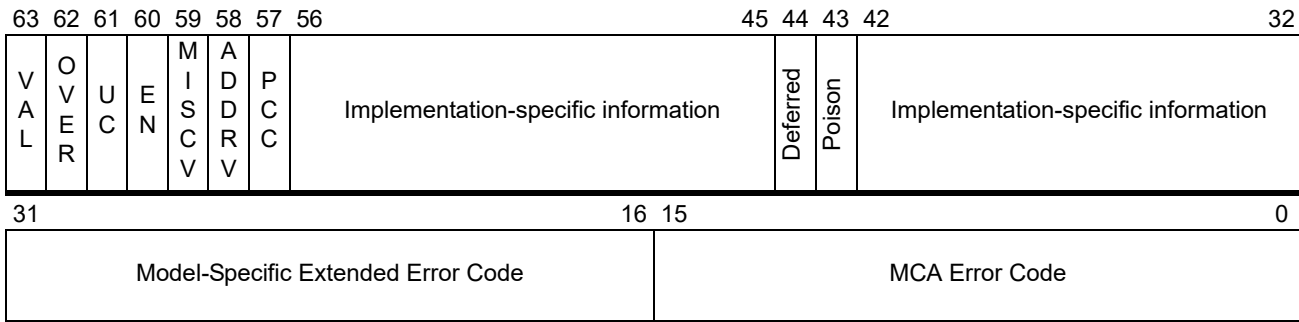 63 62 61 60 59 58 57 56 45 44 43 42 32
VAL OVER UC EN MISCV ADDRV PCC Implementation-specific information Deferred Poison Implementation-specific information
31 16 15 0
Model-Specific Extended Error Code MCA Error Code